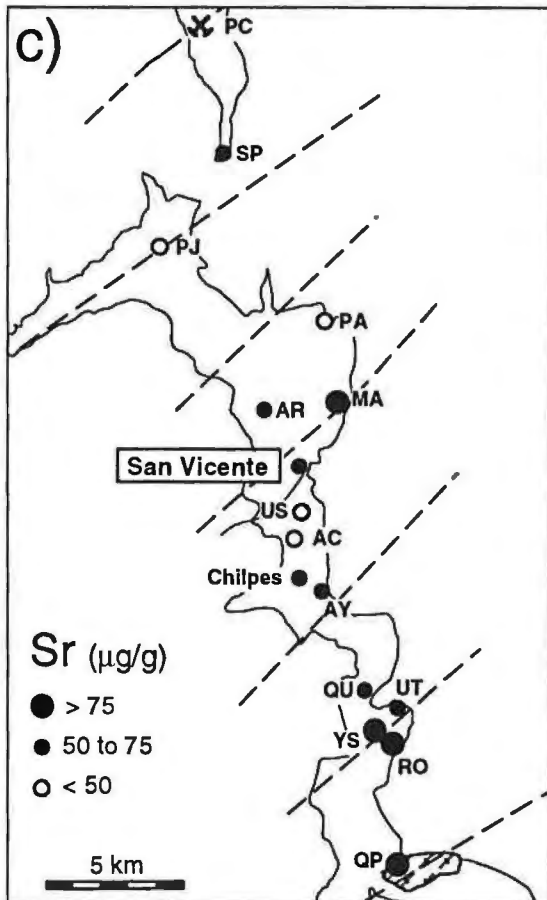 c)
PC
SP
PJ
PA
MA
AR
San Vicente
US
AC
Chilpes
AY
Sr (µg/g)
> 75
50 to 75
< 50
QU
UT
YS
RO
QP
5 km